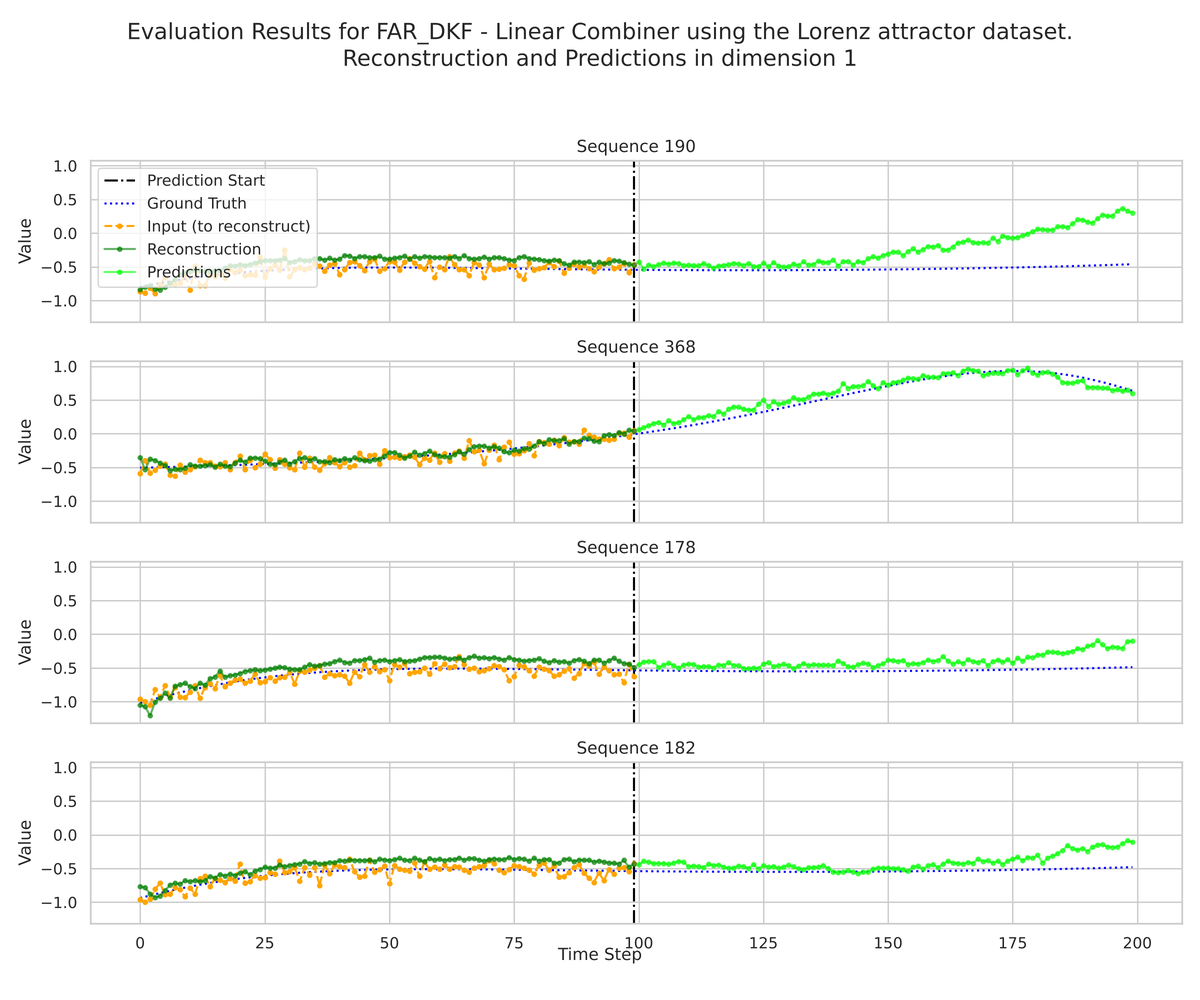 Evaluation Results for FAR_DKF - Linear Combiner using the Lorenz attractor dataset.
Reconstruction and Predictions in dimension 1
Sequence 190
1.0
0.5
0.0
−0.5
−1.0
Value
Prediction Start
Ground Truth
Input (to reconstruct)
Reconstruction
Predictions
Sequence 368
1.0
0.5
0.0
−0.5
−1.0
Value
Sequence 178
1.0
0.5
0.0
−0.5
−1.0
Value
Sequence 182
1.0
0.5
0.0
−0.5
−1.0
Value
0 25 50 75 100 125 150 175 200
Time Step